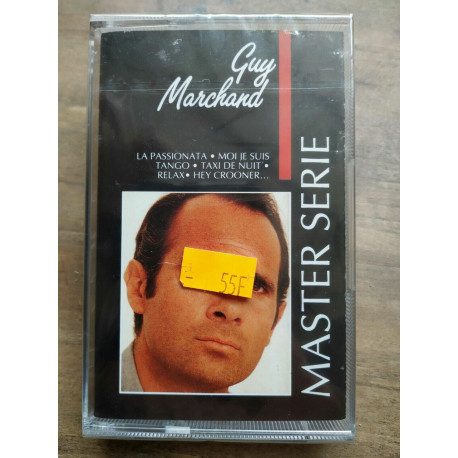 Guy
Marchand
LA PASSIONATA • MOI JE SUIS
TANGO • TAXI DE NUIT •
RELAX• HEY CROONER...
MASTER SERIE
55F